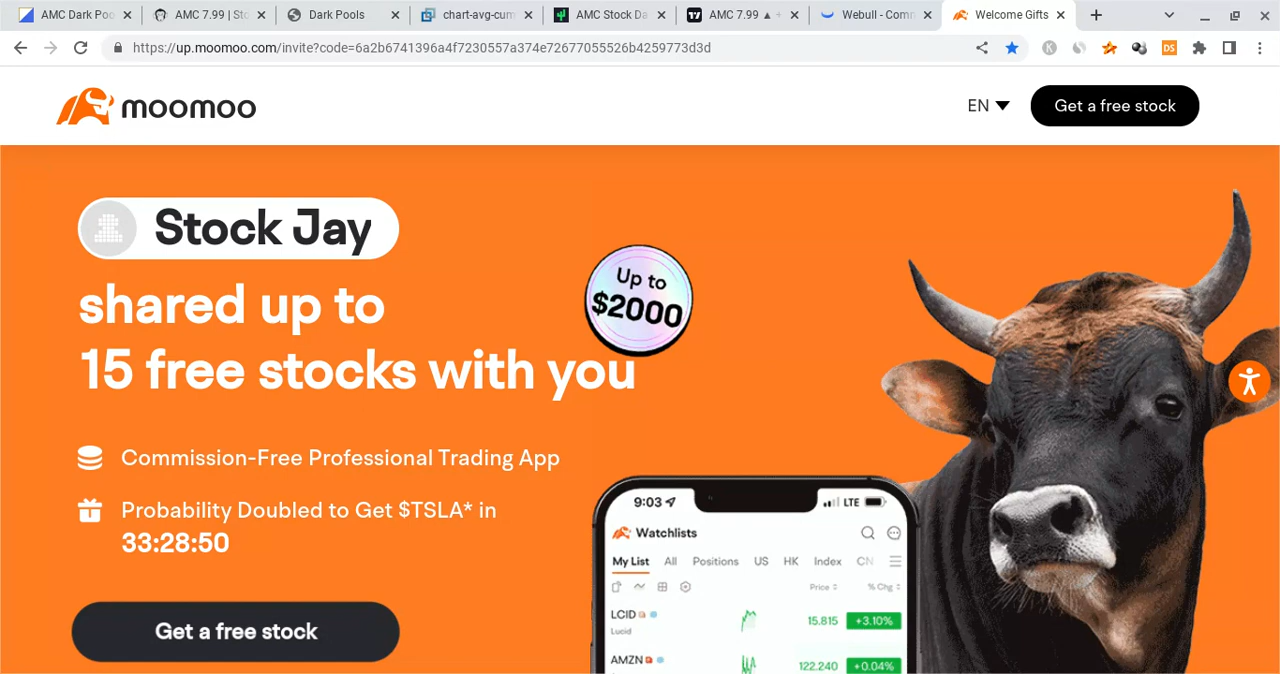 AMC Dark Poo
AMC 7.99 | Sto
Dark Pools
chart-avg-cum
AMC Stock Da
AMC 7.99 ▲ +
Webull - Comm
Welcome Gifts
https://up.moomoo.com/invite?code=6a2b6741396a4f7230557a374e72677055526b4259773d3d
K
DS
moomoo
EN
Get a free stock
Stock Jay
shared up to
15 free stocks with you
Up to
$2000
Commission-Free Professional Trading App
Probability Doubled to Get $TSLA* in
33:28:50
Get a free stock
9:03
LTE
Watchlists
My List All Positions US HK Index CN
Price % Chg
LCID
15.815 +3.10%
Lucid
AMZN
122.240 +0.04%